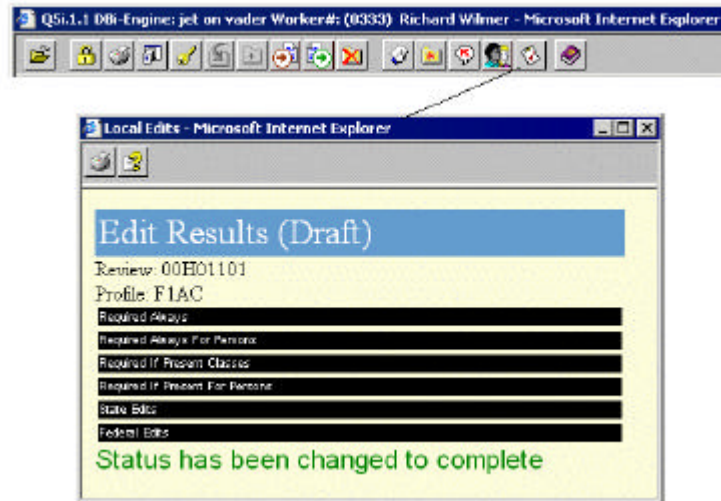 Q5i.1.1 DBi-Engine: jet on vader Worker#: (0333) Richard Wilmer - Microsoft Internet Explorer
Local Edits - Microsoft Internet Explorer
Edit Results (Draft)
Review: 00H01101
Profile: F1AC
Required Always
Required Always For Persons
Required If Present Classes
Required If Present For Persons
State Edits
Federal Edits
Status has been changed to complete